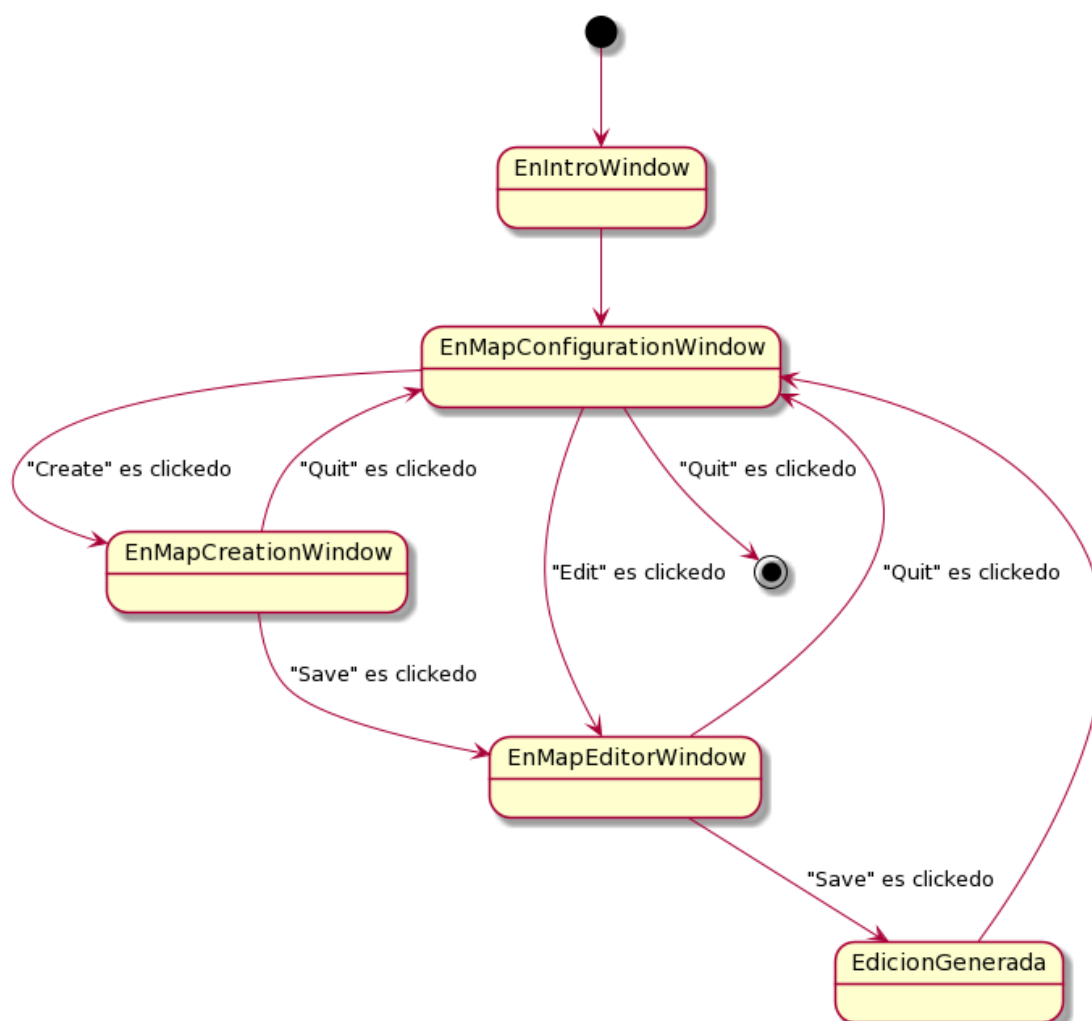 EnIntroWindow
EnMapConfigurationWindow
"Create" es clickedo
"Quit" es clickedo
"Quit" es clickedo
EnMapCreationWindow
"Edit" es clickedo
"Quit" es clickedo
"Save" es clickedo
EnMapEditorWindow
"Save" es clickedo
EdicionGenerada